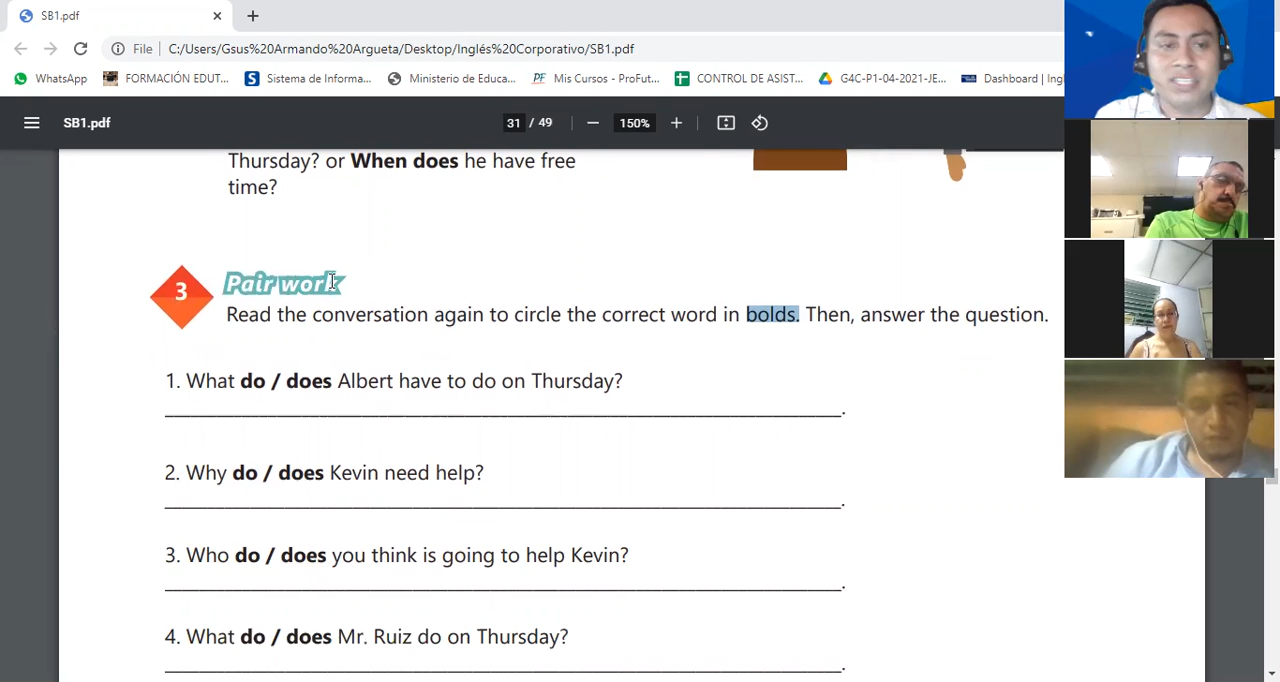 SB1.pdf
File
C:/Users/Gsus%20Armando%20Argueta/Desktop/Inglés%20Corporativo/SB1.pdf
WhatsApp
FORMACIÓN EDUT...
Sistema de Informa...
Ministerio de Educa...
Mis Cursos - ProFut...
CONTROL DE ASIST...
G4C-P1-04-2021-JE...
Dashboard | Ingl
SB1.pdf
31 / 49
150%
Thursday? or When does he have free
time?
3
Pair work
Read the conversation again to circle the correct word in bolds. Then, answer the question.
1. What do / does Albert have to do on Thursday?
2. Why do / does Kevin need help?
3. Who do / does you think is going to help Kevin?
4. What do / does Mr. Ruiz do on Thursday?